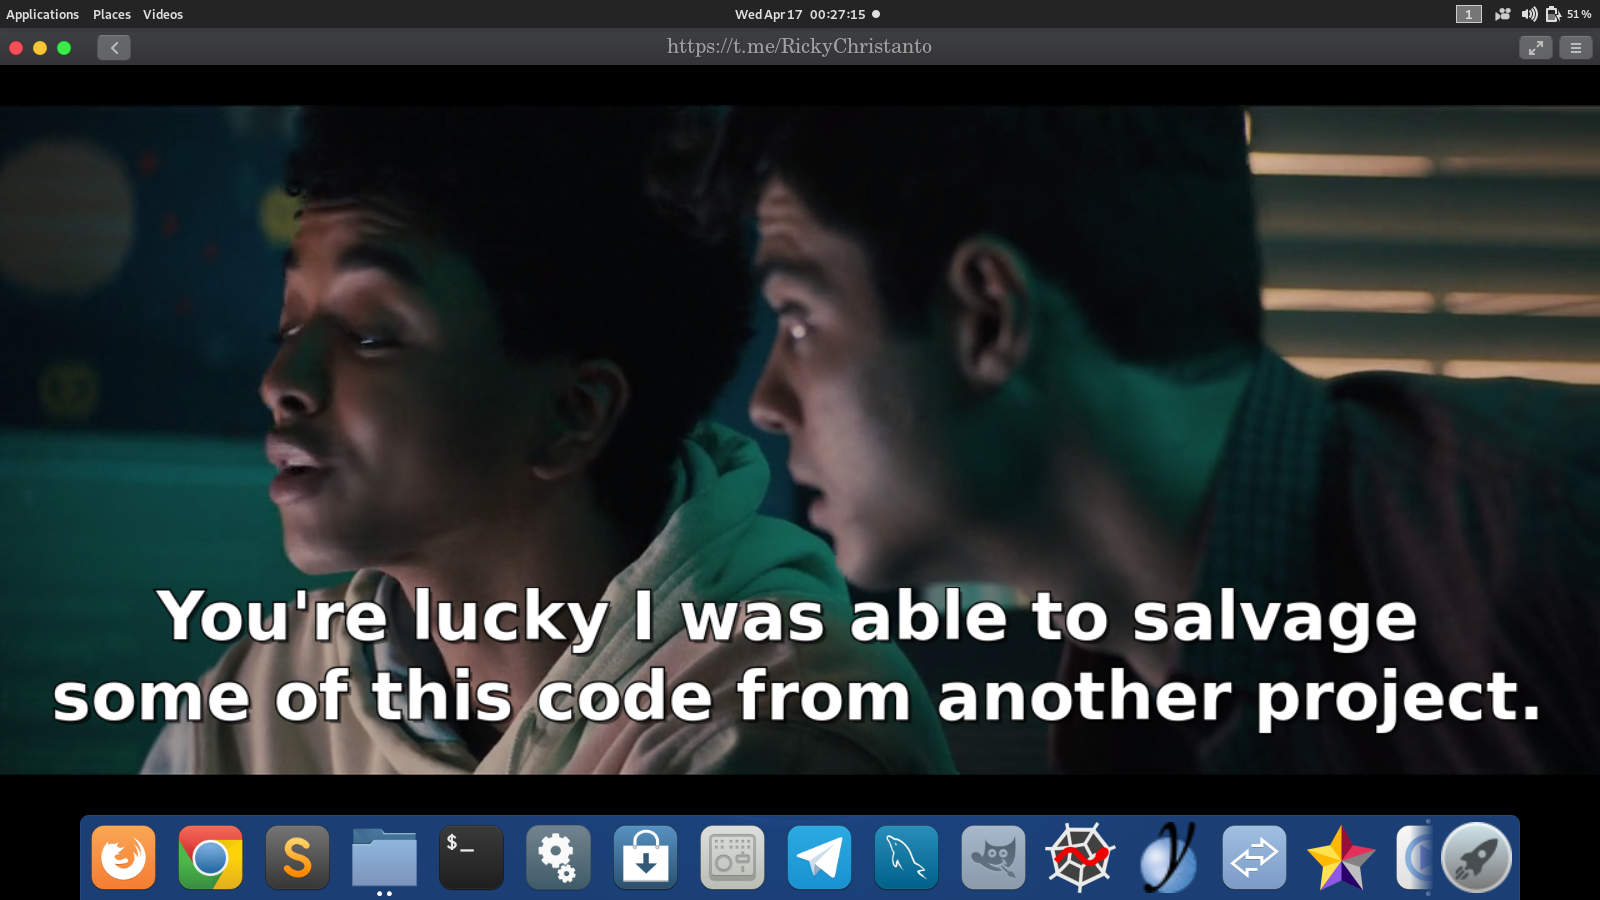 Applications Places Videos Wed Apr 17 00:27:15 1 51%
https://t.me/RickyChristanto
You're lucky I was able to salvage
some of this code from another project.
S $_ y